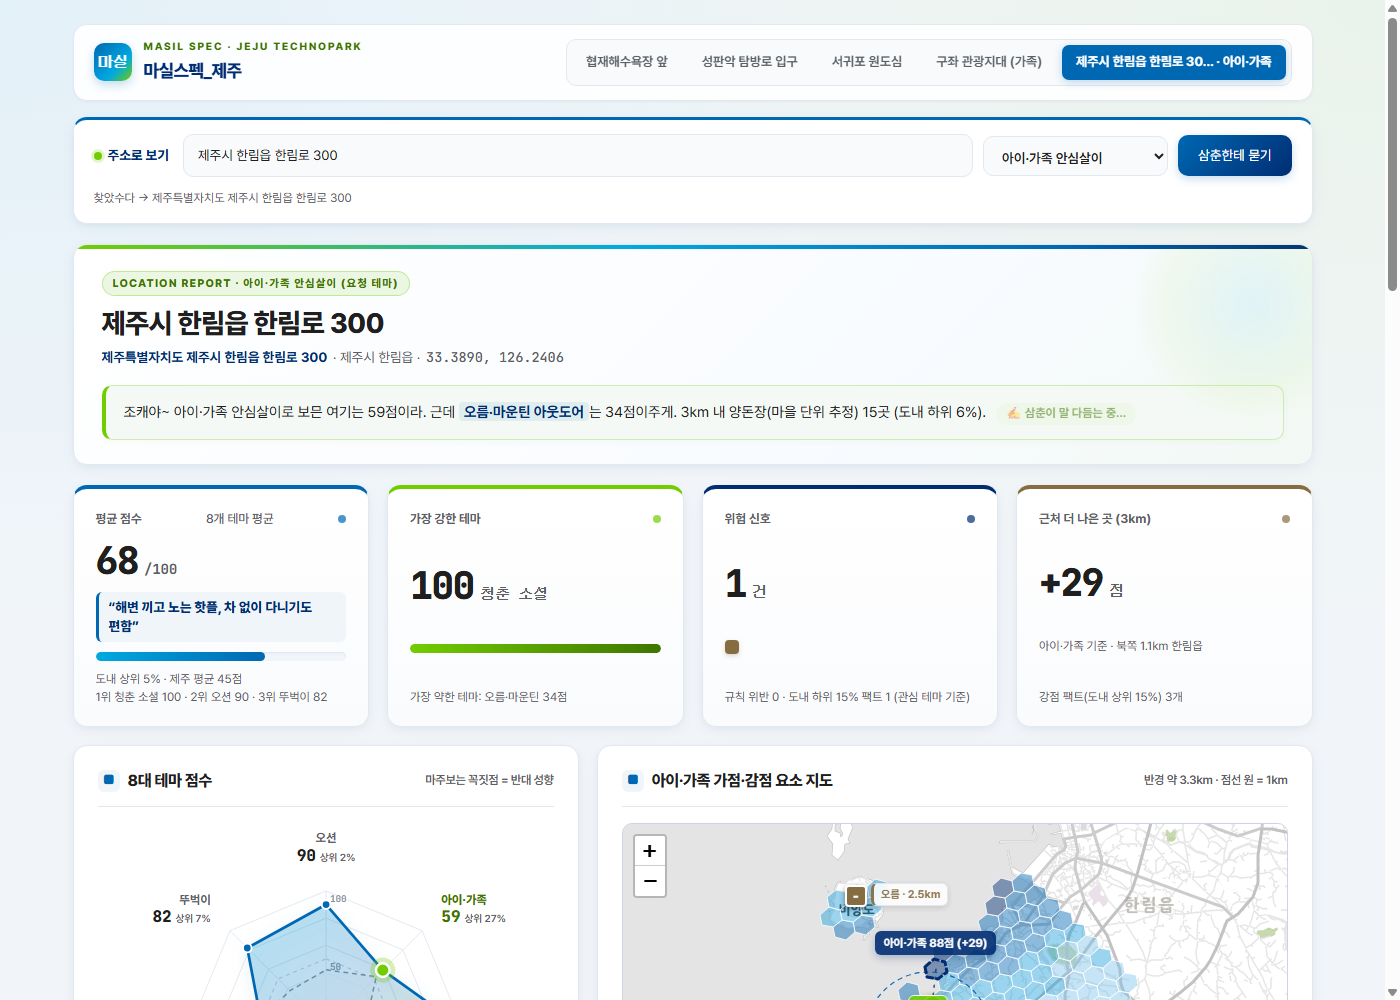 마실
MASIL SPEC · JEJU TECHNOPARK
마실스펙_제주
협재해수욕장 앞
성판악 탐방로 입구
서귀포 원도심
구좌 관광지대 (가족)
제주시 한림읍 한림로 30... · 아이·가족
주소로 보기
제주시 한림읍 한림로 300
아이·가족 안심살이
삼춘한테 묻기
찾았수다 → 제주특별자치도 제주시 한림읍 한림로 300
LOCATION REPORT · 아이·가족 안심살이 (요청 테마)
제주시 한림읍 한림로 300
제주특별자치도 제주시 한림읍 한림로 300 · 제주시 한림읍 · 33.3890, 126.2406
조캐야~ 아이·가족 안심살이로 보믄 여기는 59점이라. 근데 오름·마운틴 아웃도어 는 34점이주게. 3km 내 양돈장(마을 단위 추정) 15곳 (도내 하위 6%). ✍🏻 삼춘이 말 다듬는 중...
평균 점수
8개 테마 평균
68 /100
“해변 끼고 노는 핫플, 차 없이 다니기도
편함”
도내 상위 5% · 제주 평균 45점
1위 청춘 소셜 100 · 2위 오션 90 · 3위 뚜벅이 82
가장 강한 테마
100 청춘 소셜
가장 약한 테마: 오름·마운틴 34점
위험 신호
1 건
규칙 위반 0 · 도내 하위 15% 팩트 1 (관심 테마 기준)
근처 더 나은 곳 (3km)
+29 점
아이·가족 기준 · 북쪽 1.1km 한림읍
강점 팩트(도내 상위 15%) 3개
8대 테마 점수
마주보는 꼭짓점 = 반대 성향
오션
90 상위 2%
뚜벅이
82 상위 7%
아이·가족
59 상위 27%
100
50
아이·가족 가점·감점 요소 지도
반경 약 3.3km · 점선 원 = 1km
+
−
오름 · 2.5km
비양도
한림읍
아이·가족 88점 (+29)